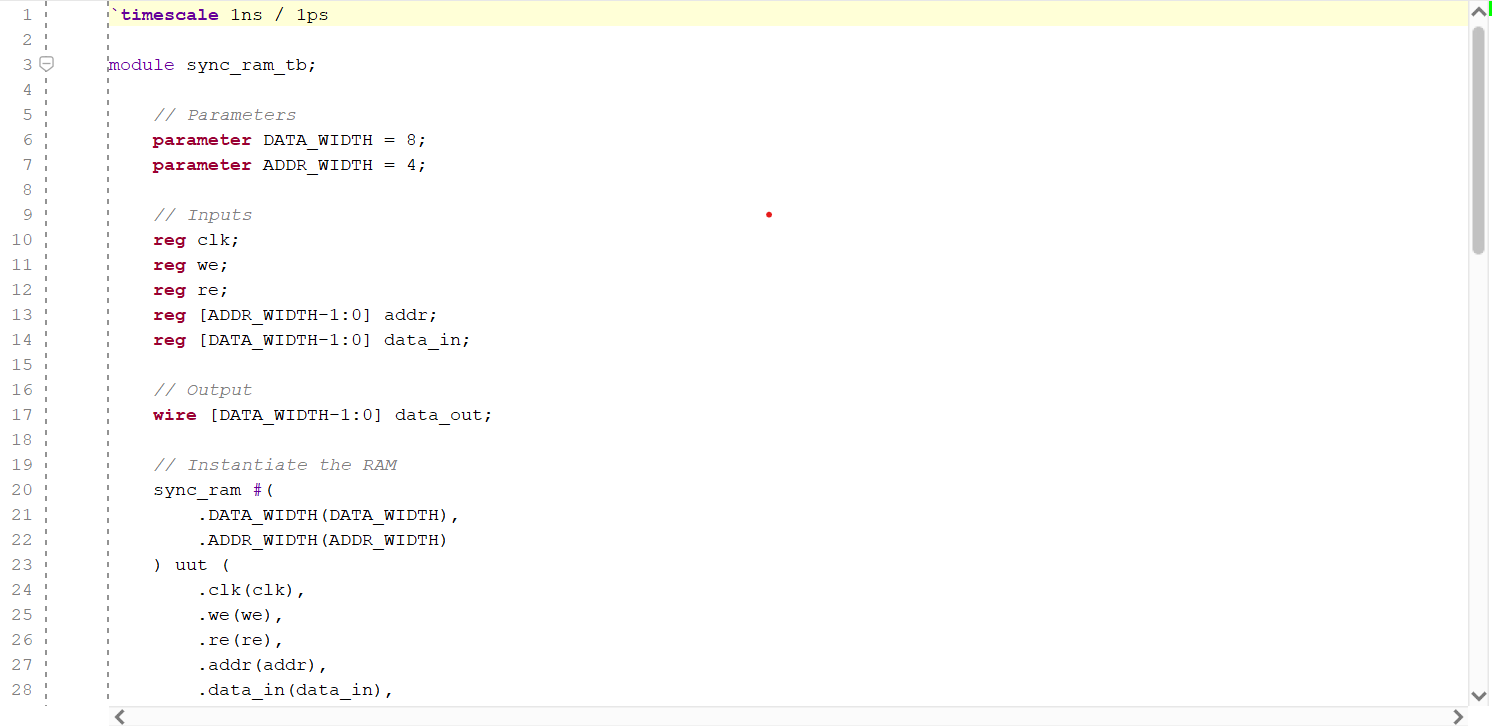 1 `timescale 1ns / 1ps
2
3 module sync_ram_tb;
4
5 // Parameters
6 parameter DATA_WIDTH = 8;
7 parameter ADDR_WIDTH = 4;
8
9 // Inputs
10 reg clk;
11 reg we;
12 reg re;
13 reg [ADDR_WIDTH-1:0] addr;
14 reg [DATA_WIDTH-1:0] data_in;
15
16 // Output
17 wire [DATA_WIDTH-1:0] data_out;
18
19 // Instantiate the RAM
20 sync_ram #(
21 .DATA_WIDTH(DATA_WIDTH),
22 .ADDR_WIDTH(ADDR_WIDTH)
23 ) uut (
24 .clk(clk),
25 .we(we),
26 .re(re),
27 .addr(addr),
28 .data_in(data_in),